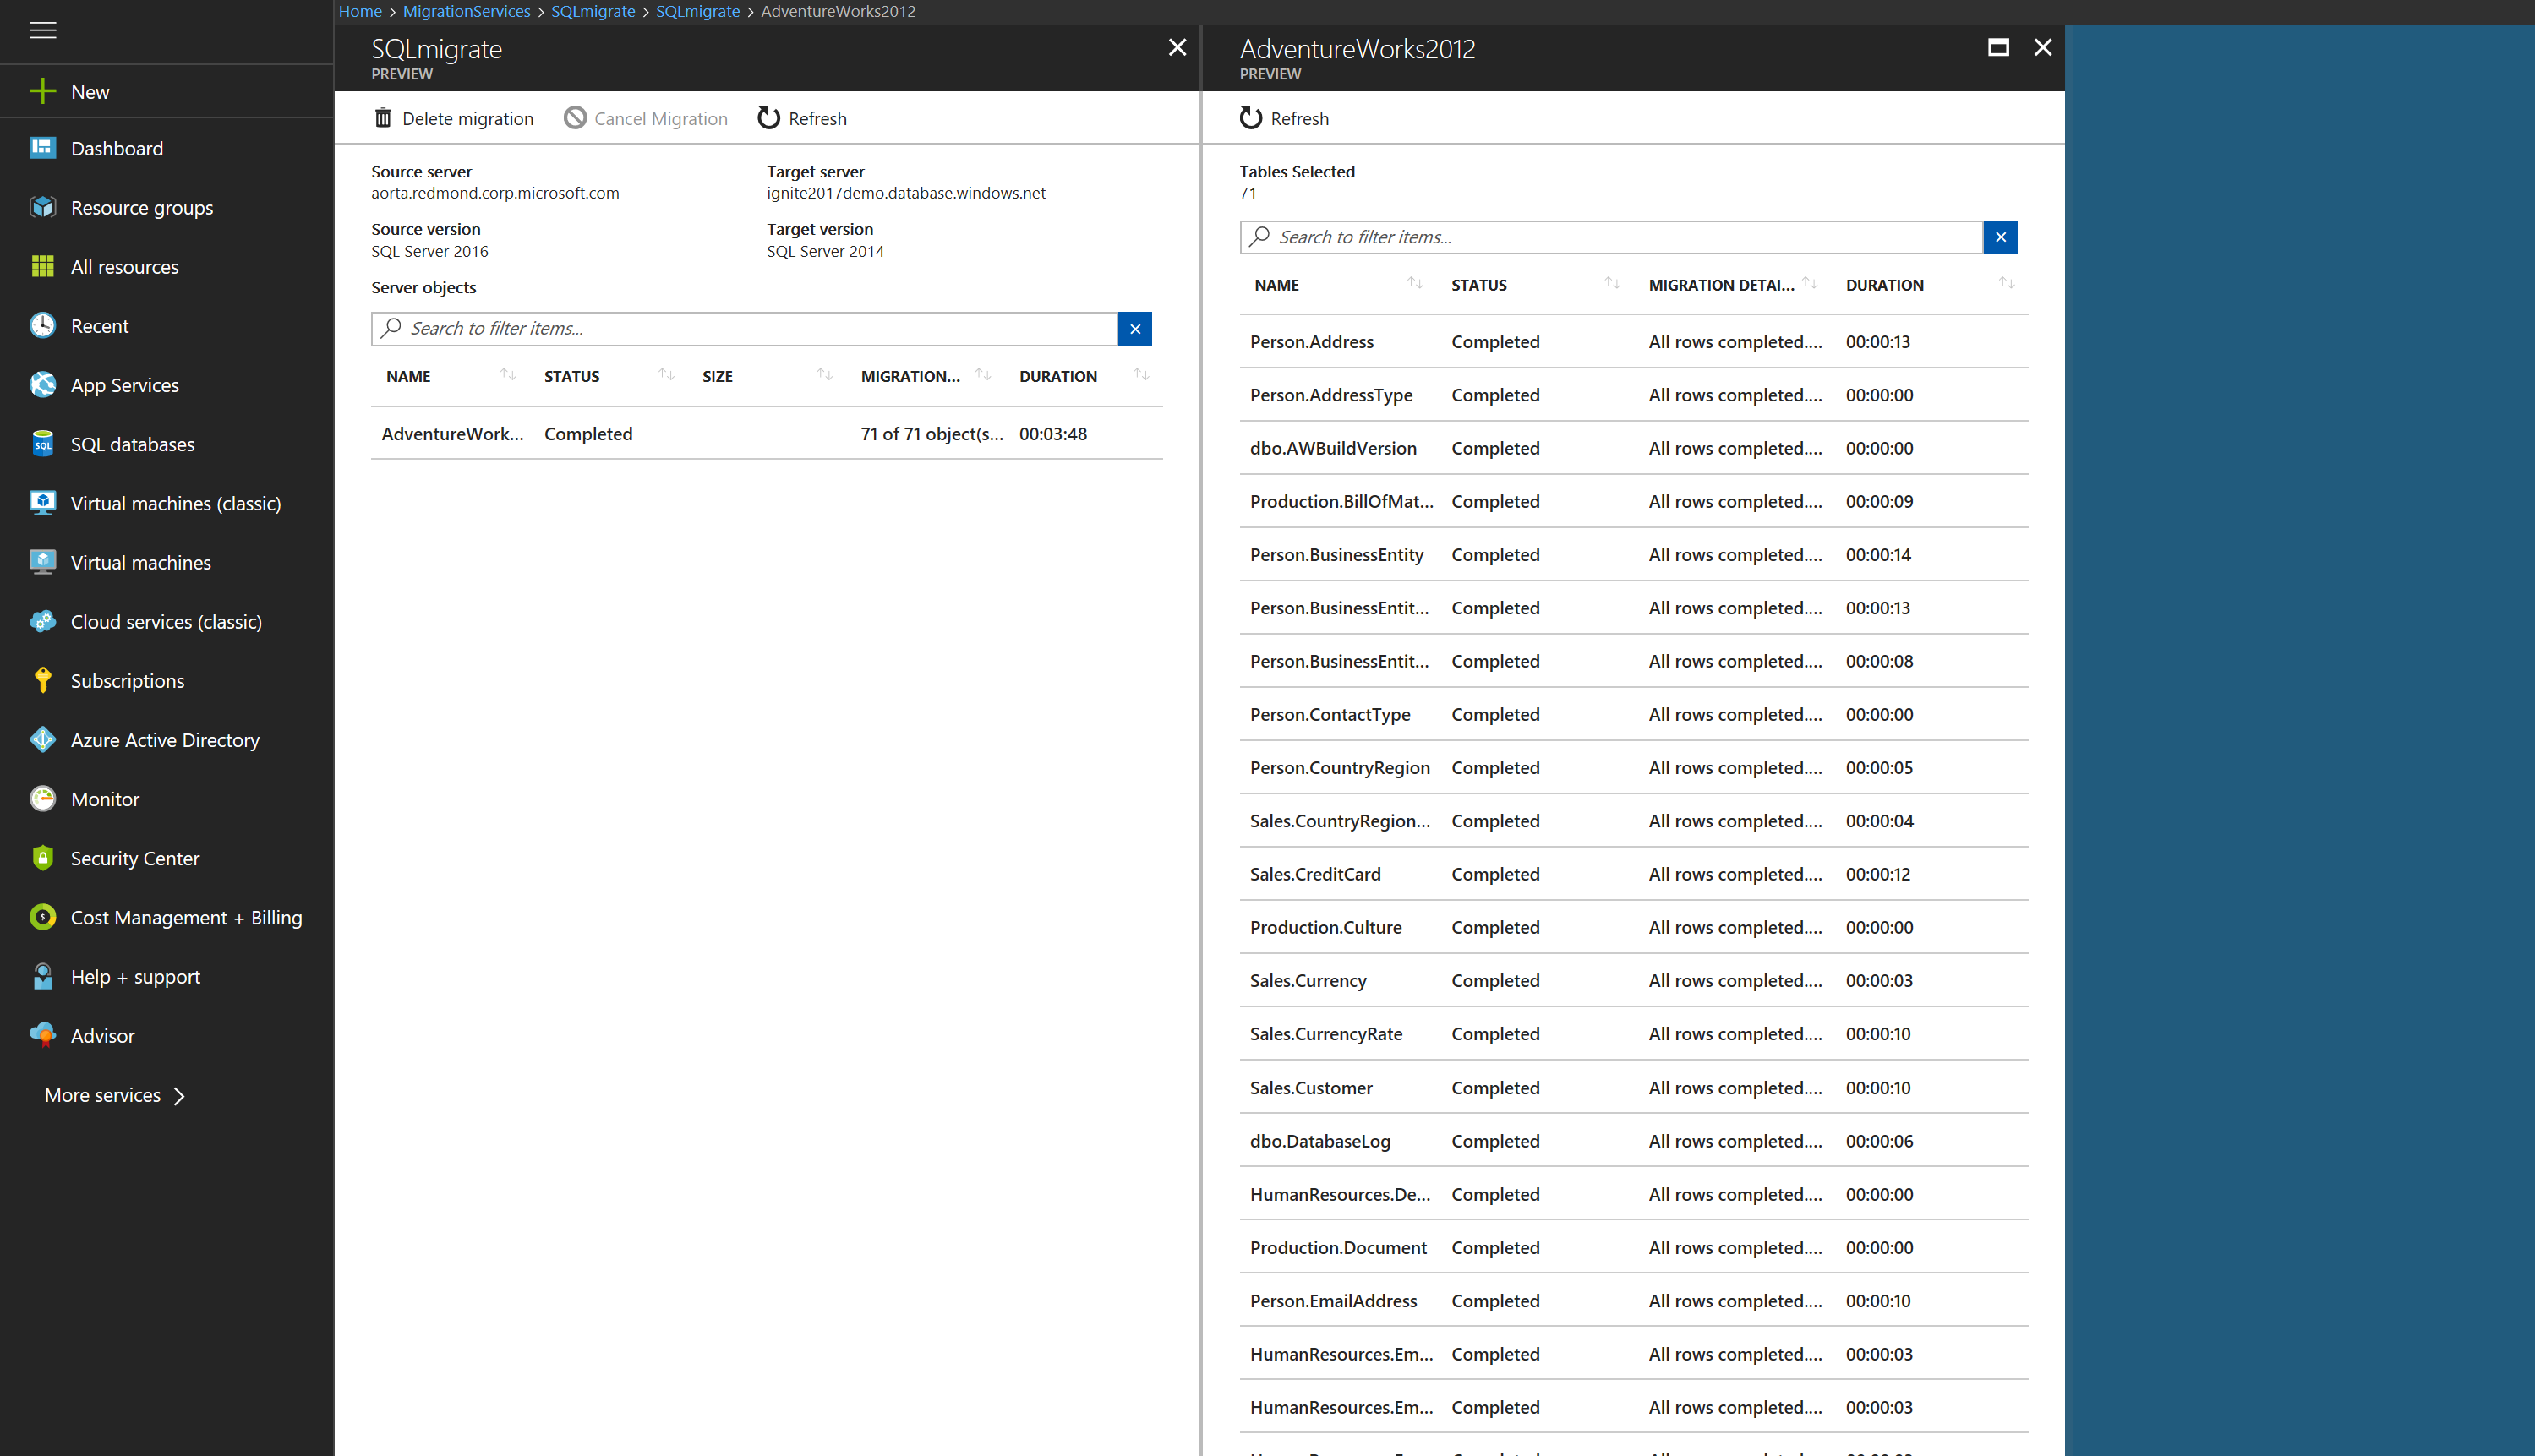 Home > MigrationServices > SQLmigrate > SQLmigrate > AdventureWorks2012
New
Dashboard
Resource groups
All resources
Recent
App Services
SQL databases
Virtual machines (classic)
Virtual machines
Cloud services (classic)
Subscriptions
Azure Active Directory
Monitor
Security Center
Cost Management + Billing
Help + support
Advisor
More services >
SQLmigrate
PREVIEW
Delete migration Cancel Migration Refresh
Source server Target server
aorta.redmond.corp.microsoft.com ignite2017demo.database.windows.net
Source version Target version
SQL Server 2016 SQL Server 2014
Server objects
Search to filter items...
NAME STATUS SIZE MIGRATION... DURATION
AdventureWork... Completed 71 of 71 object(s... 00:03:48
AdventureWorks2012
PREVIEW
Refresh
Tables Selected
71
Search to filter items...
NAME STATUS MIGRATION DETAI... DURATION
Person.Address Completed All rows completed.... 00:00:13
Person.AddressType Completed All rows completed.... 00:00:00
dbo.AWBuildVersion Completed All rows completed.... 00:00:00
Production.BillOfMat... Completed All rows completed.... 00:00:09
Person.BusinessEntity Completed All rows completed.... 00:00:14
Person.BusinessEntit... Completed All rows completed.... 00:00:13
Person.BusinessEntit... Completed All rows completed.... 00:00:08
Person.ContactType Completed All rows completed.... 00:00:00
Person.CountryRegion Completed All rows completed.... 00:00:05
Sales.CountryRegion... Completed All rows completed.... 00:00:04
Sales.CreditCard Completed All rows completed.... 00:00:12
Production.Culture Completed All rows completed.... 00:00:00
Sales.Currency Completed All rows completed.... 00:00:03
Sales.CurrencyRate Completed All rows completed.... 00:00:10
Sales.Customer Completed All rows completed.... 00:00:10
dbo.DatabaseLog Completed All rows completed.... 00:00:06
HumanResources.De... Completed All rows completed.... 00:00:00
Production.Document Completed All rows completed.... 00:00:00
Person.EmailAddress Completed All rows completed.... 00:00:10
HumanResources.Em... Completed All rows completed.... 00:00:03
HumanResources.Em... Completed All rows completed.... 00:00:03